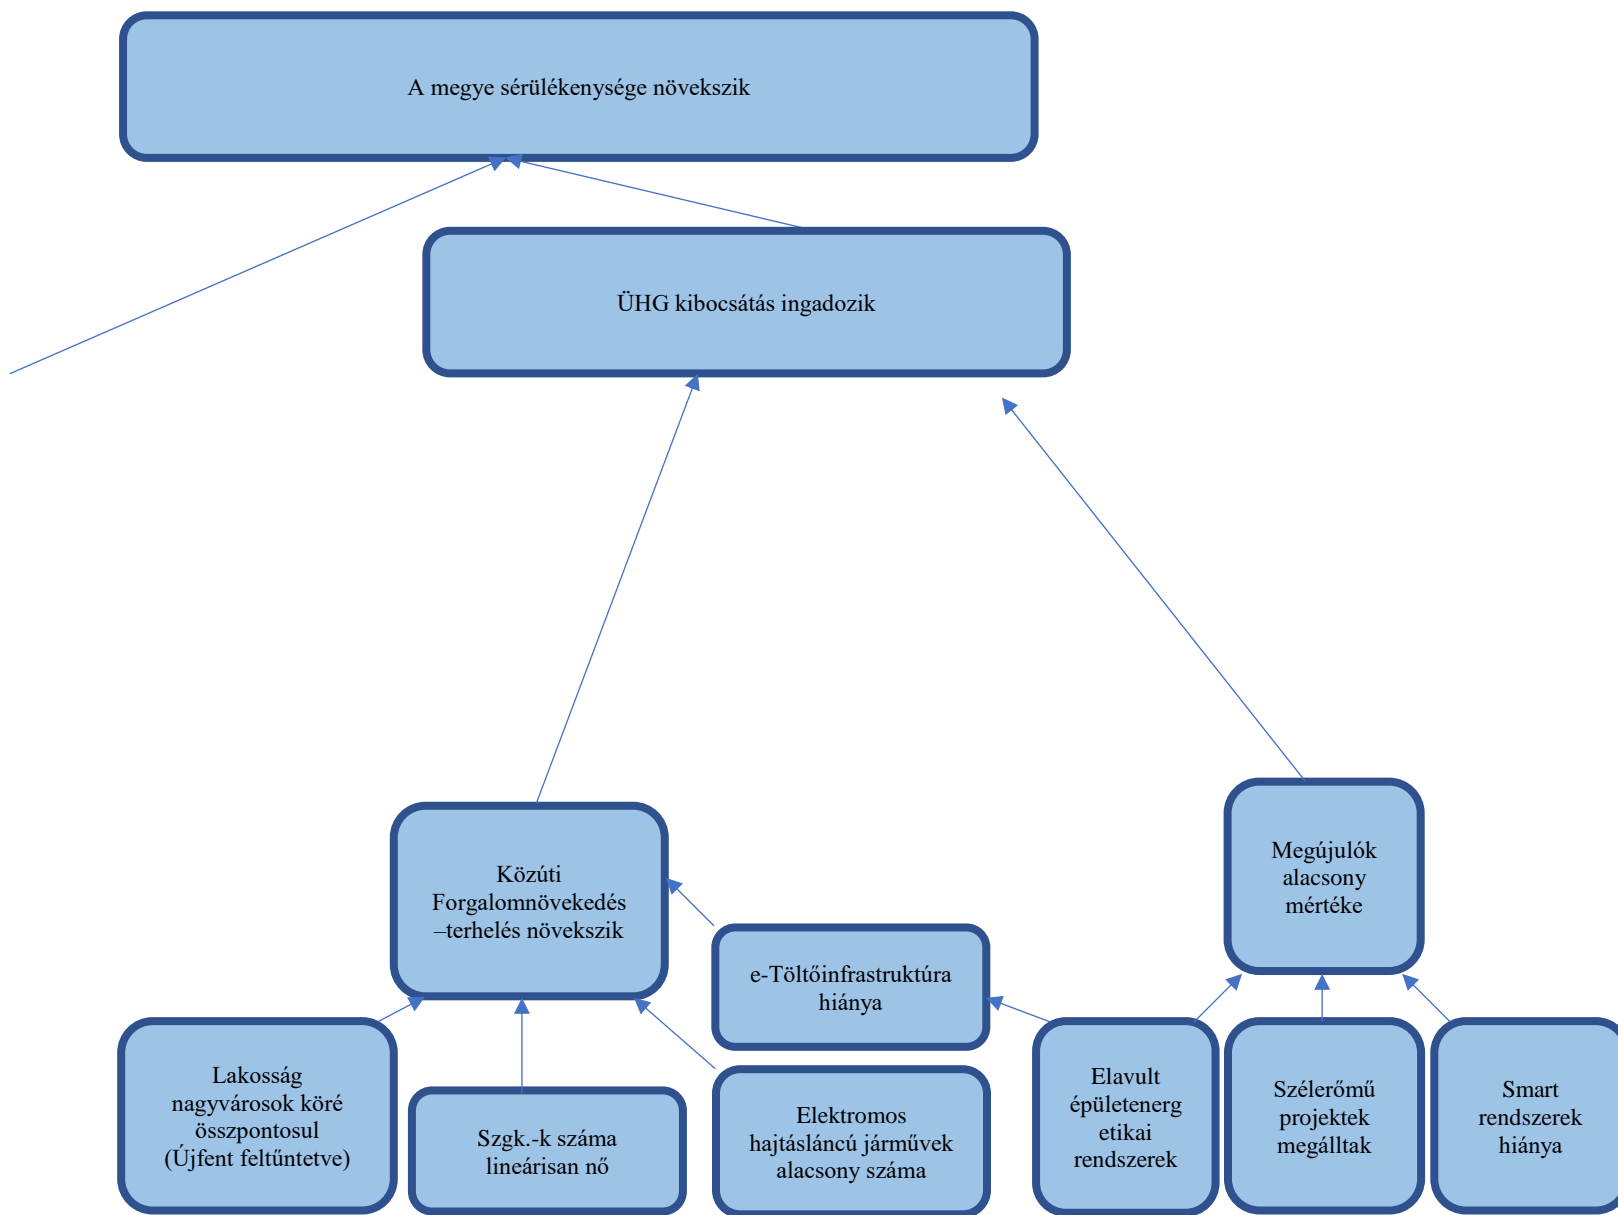 A megye sérülékenysége növekszik
ÜHG kibocsátás ingadozik
Közúti
Forgalomnövekedés
–terhelés növekszik
Megújulók
alacsony
mértéke
e-Töltőinfrastruktúra
hiánya
Lakosság
nagyvárosok köré
összpontosul
(Újfent feltűntetve)
Szgk.-k száma
lineárisan nő
Elektromos
hajtásláncú járművek
alacsony száma
Elavult
épületenerg
etikai
rendszerek
Szélerőmű
projektek
megálltak
Smart
rendszerek
hiánya